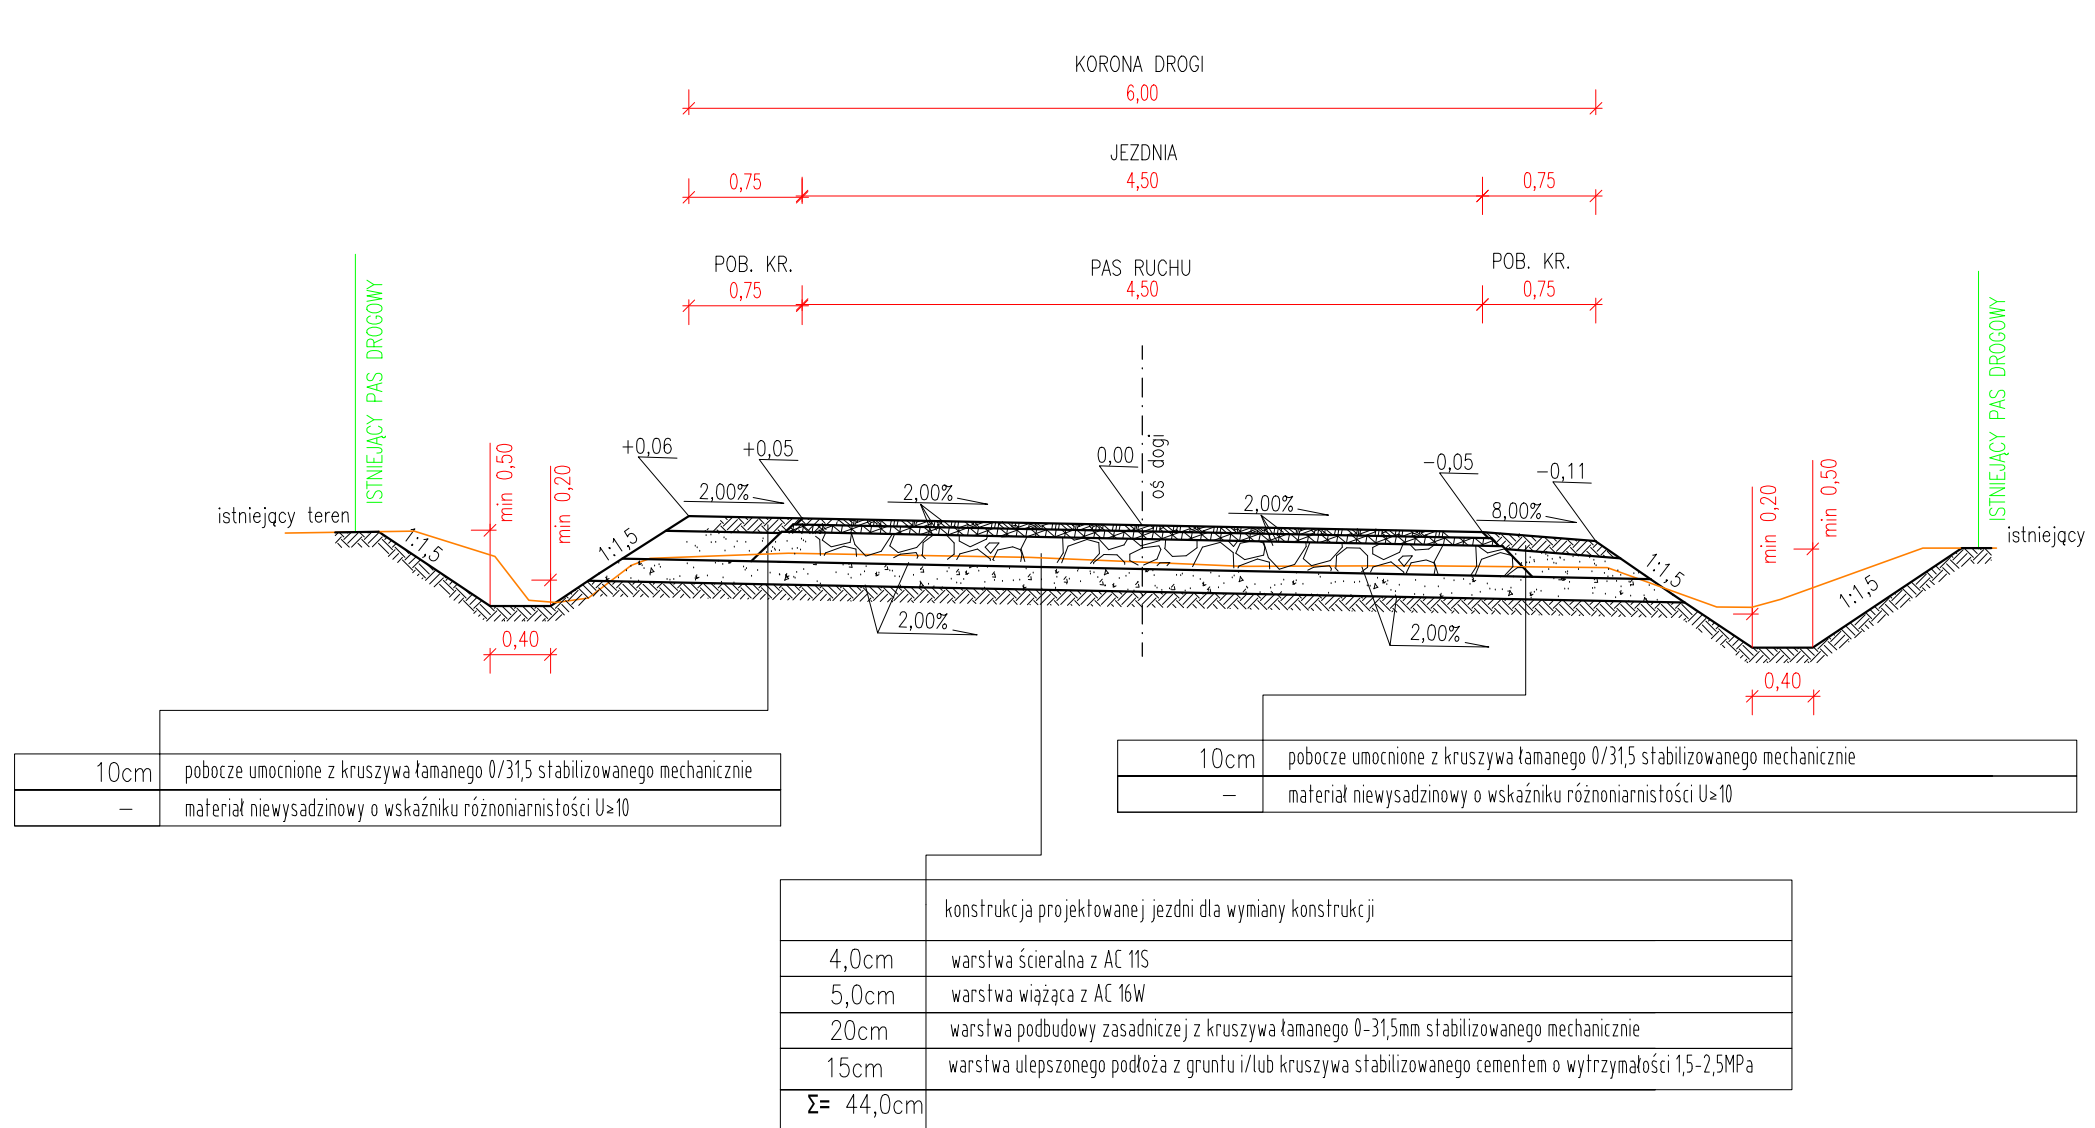 KORONA DROGI
6,00
JEZDNIA
0,75
4,50
0,75
POB. KR.
PAS RUCHU
POB. KR.
0,75
4,50
0,75
ISTNIEJĄCY PAS DROGOWY
ISTNIEJĄCY PAS DROGOWY
min 0,50
min 0,20
+0,06
+0,05
0,00
oś dogi
-0,05
-0,11
min 0,20
min 0,50
istniejący teren
1:1,5
1:1,5
2,00%
2,00%
2,00%
8,00%
1:1,5
1:1,5
istniejący
0,40
2,00%
2,00%
0,40
10cm pobocze umocnione z kruszywa łamanego 0/31,5 stabilizowanego mechanicznie
– materiał niewysadzinowy o wskaźniku różnoniarnistości U≥10
10cm pobocze umocnione z kruszywa łamanego 0/31,5 stabilizowanego mechanicznie
– materiał niewysadzinowy o wskaźniku różnoniarnistości U≥10
konstrukcja projektowanej jezdni dla wymiany konstrukcji
4,0cm warstwa ścieralna z AC 11S
5,0cm warstwa wiążąca z AC 16W
20cm warstwa podbudowy zasadniczej z kruszywa łamanego 0-31,5mm stabilizowanego mechanicznie
15cm warstwa ulepszonego podłoża z gruntu i/lub kruszywa stabilizowanego cementem o wytrzymałości 1,5-2,5MPa
Σ= 44,0cm